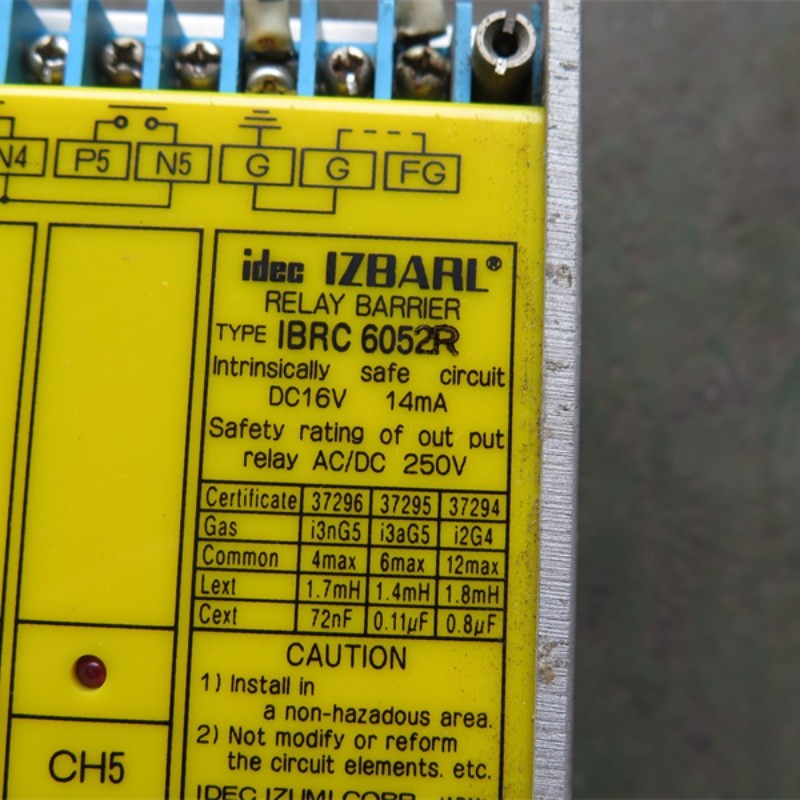 N4 P5 N5 G G FG
idec IZBARL®
RELAY BARRIER
TYPE IBRC 6052R
Intrinsically safe circuit
DC16V 14mA
Safety rating of out put
relay AC/DC 250V
Certificate 37296 37295 37294
Gas i3nG5 i3aG5 i2G4
Common 4max 6max 12max
Lext 1.7mH 1.4mH 1.8mH
Cext 72nF 0.11μF 0.8μF
CAUTION
1) Install in
a non-hazadous area.
2) Not modify or reform
the circuit elements. etc.
IDEC IZUMI CORP.
CH5